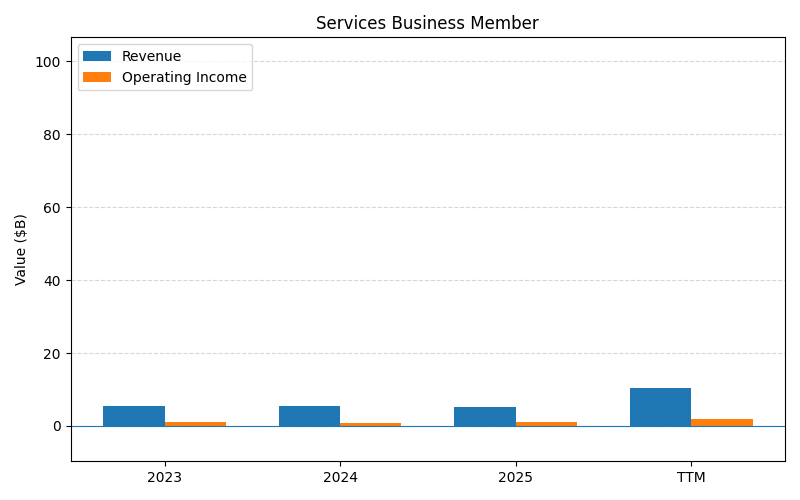 Services Business Member
Revenue
Operating Income
Value ($B)
100
80
60
40
20
0
2023 2024 2025 TTM